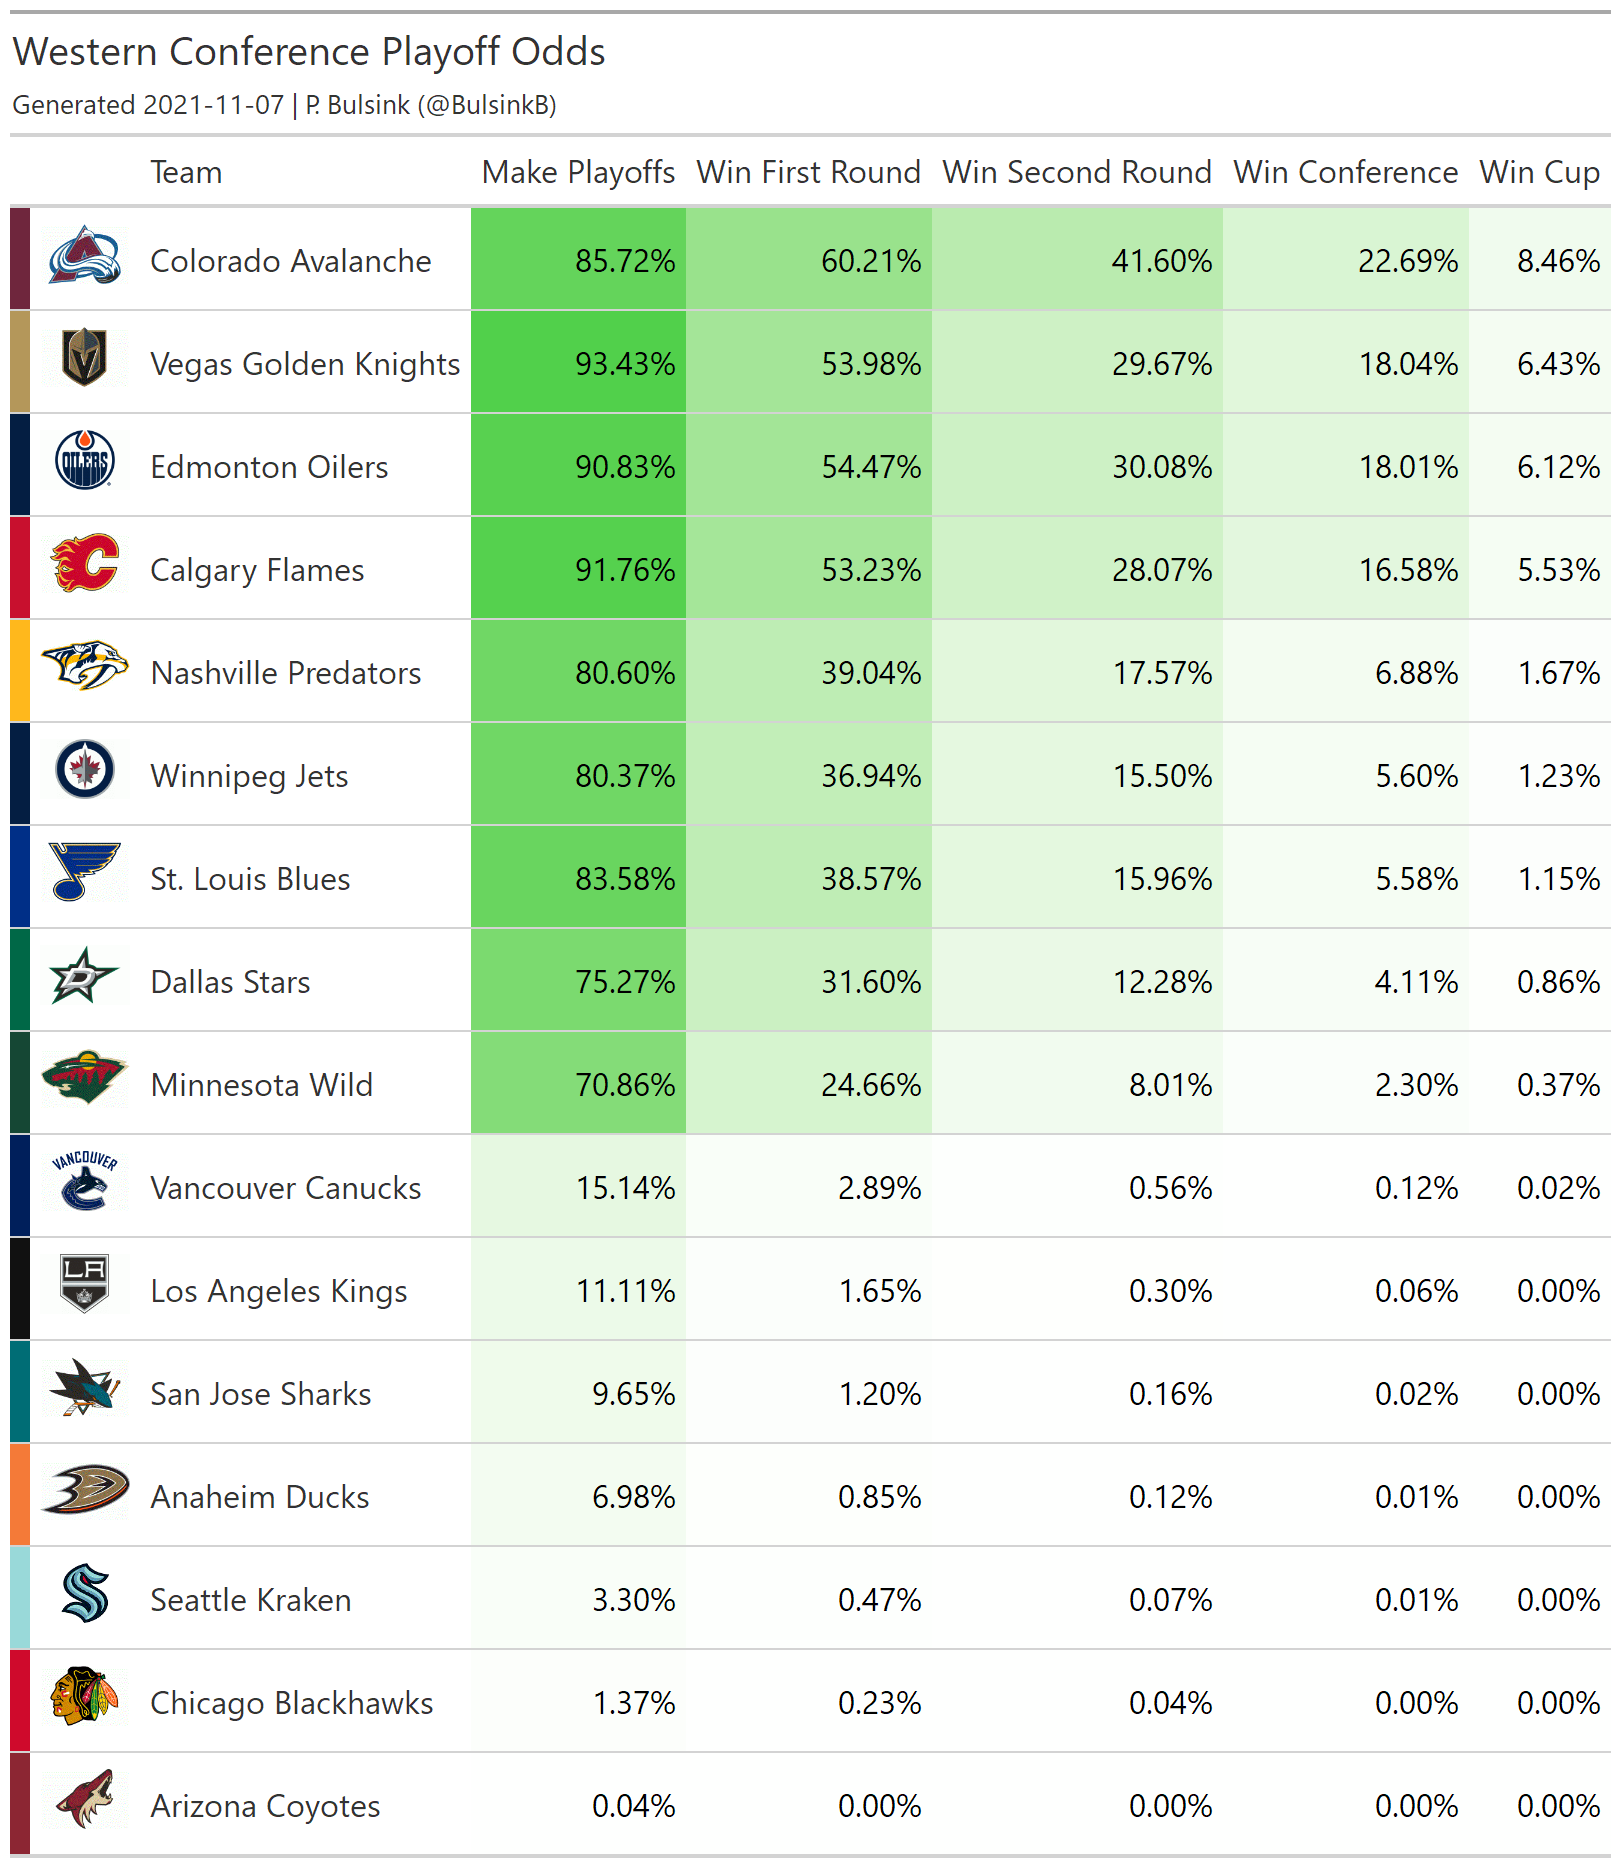 Western Conference Playoff Odds
Generated 2021-11-07 | P. Bulsink (@BulsinkB)
Team Make Playoffs Win First Round Win Second Round Win Conference Win Cup
Colorado Avalanche 85.72% 60.21% 41.60% 22.69% 8.46%
Vegas Golden Knights 93.43% 53.98% 29.67% 18.04% 6.43%
OILERS Edmonton Oilers 90.83% 54.47% 30.08% 18.01% 6.12%
C Calgary Flames 91.76% 53.23% 28.07% 16.58% 5.53%
Nashville Predators 80.60% 39.04% 17.57% 6.88% 1.67%
Winnipeg Jets 80.37% 36.94% 15.50% 5.60% 1.23%
St. Louis Blues 83.58% 38.57% 15.96% 5.58% 1.15%
D Dallas Stars 75.27% 31.60% 12.28% 4.11% 0.86%
Minnesota Wild 70.86% 24.66% 8.01% 2.30% 0.37%
VANCOUVER Vancouver Canucks 15.14% 2.89% 0.56% 0.12% 0.02%
LA Los Angeles Kings 11.11% 1.65% 0.30% 0.06% 0.00%
San Jose Sharks 9.65% 1.20% 0.16% 0.02% 0.00%
Anaheim Ducks 6.98% 0.85% 0.12% 0.01% 0.00%
S Seattle Kraken 3.30% 0.47% 0.07% 0.01% 0.00%
Chicago Blackhawks 1.37% 0.23% 0.04% 0.00% 0.00%
Arizona Coyotes 0.04% 0.00% 0.00% 0.00% 0.00%